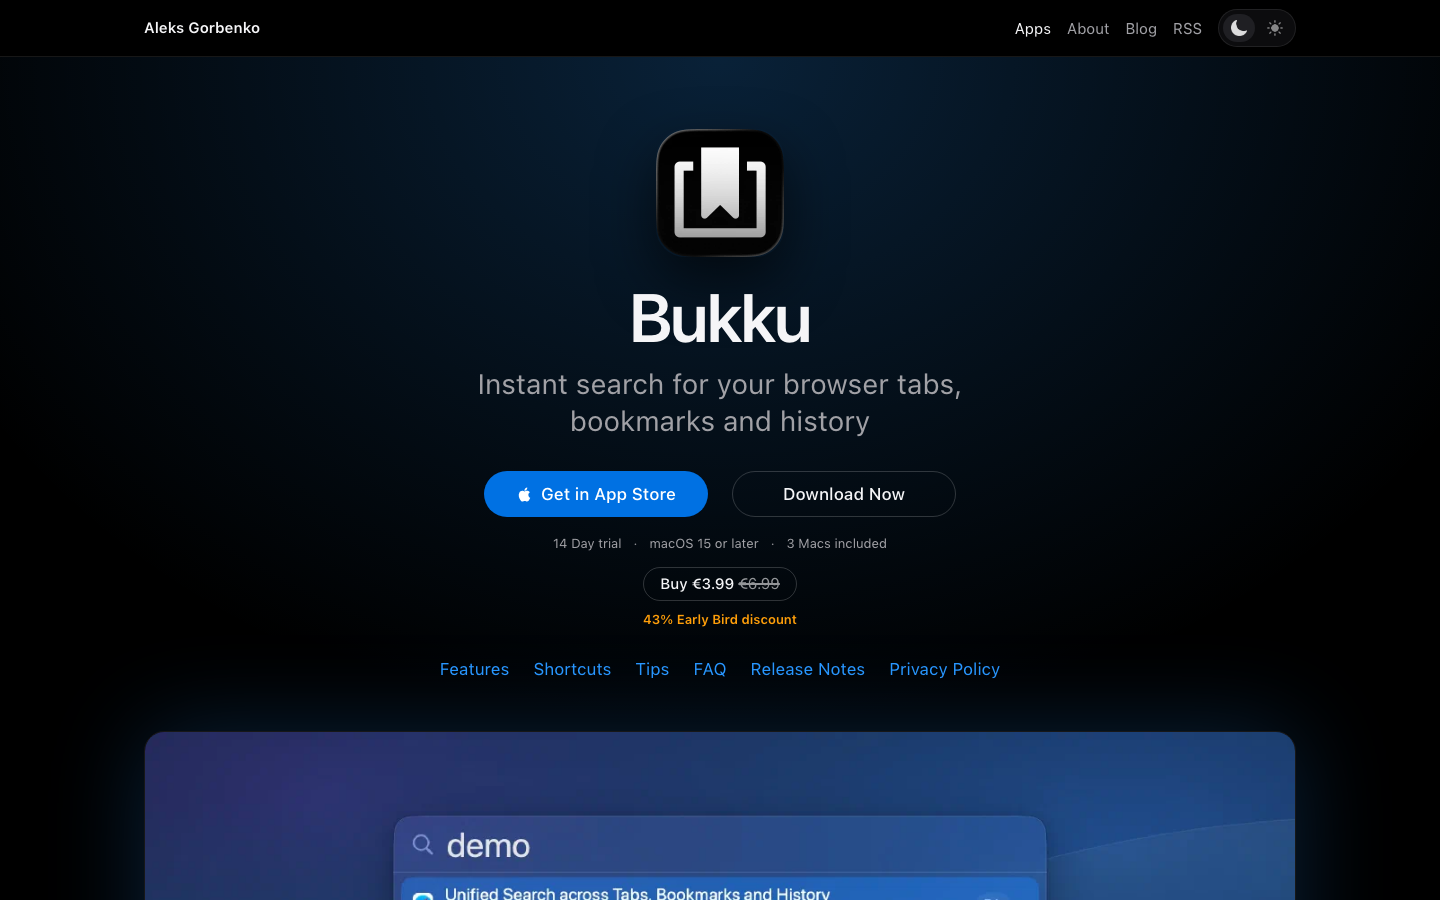 Aleks Gorbenko
Apps About Blog RSS
Bukku
Instant search for your browser tabs,
bookmarks and history
Get in App Store
Download Now
14 Day trial · macOS 15 or later · 3 Macs included
Buy €3.99 €6.99
43% Early Bird discount
Features Shortcuts Tips FAQ Release Notes Privacy Policy
demo
Unified Search across Tabs, Bookmarks and History